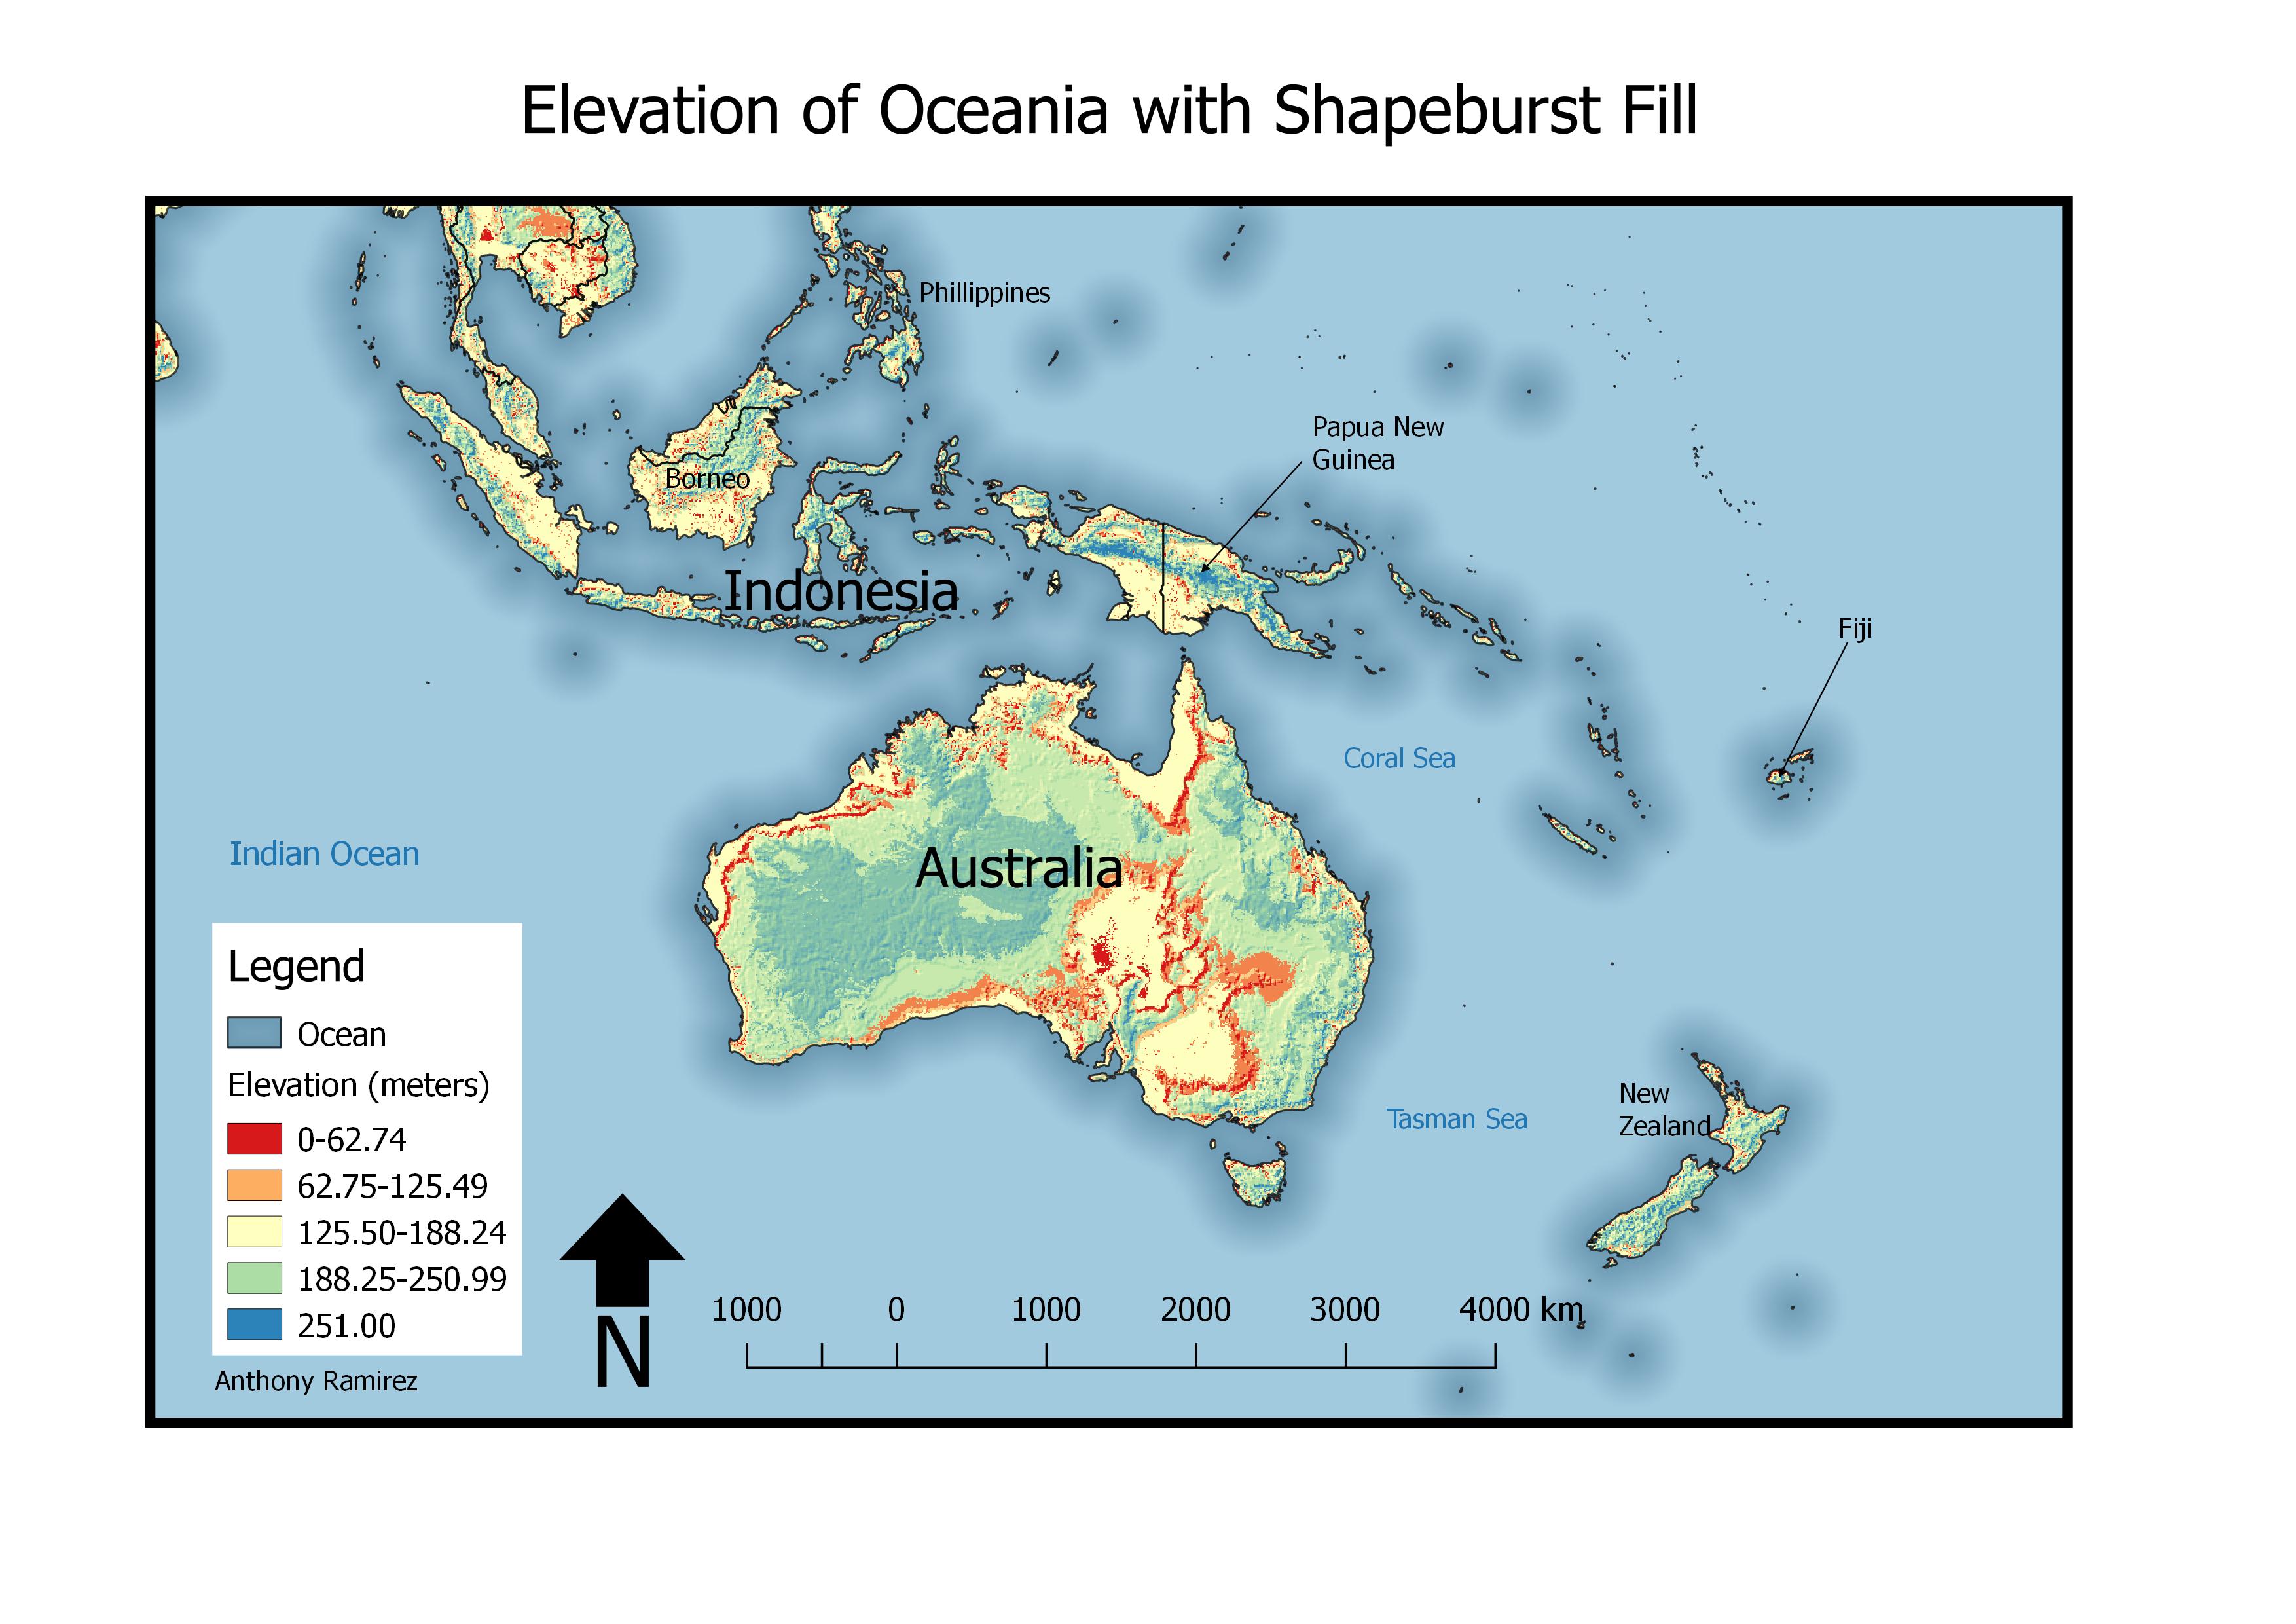 Elevation of Oceania with Shapeburst Fill
Phillippines
Papua New
Guinea
Borneo
Indonesia
Fiji
Coral Sea
Indian Ocean
Australia
Legend
Ocean
Elevation (meters)
0-62.74
62.75-125.49
125.50-188.24
188.25-250.99
251.00
New
Zealand
Tasman Sea
1000 0 1000 2000 3000 4000 km
N
Anthony Ramirez